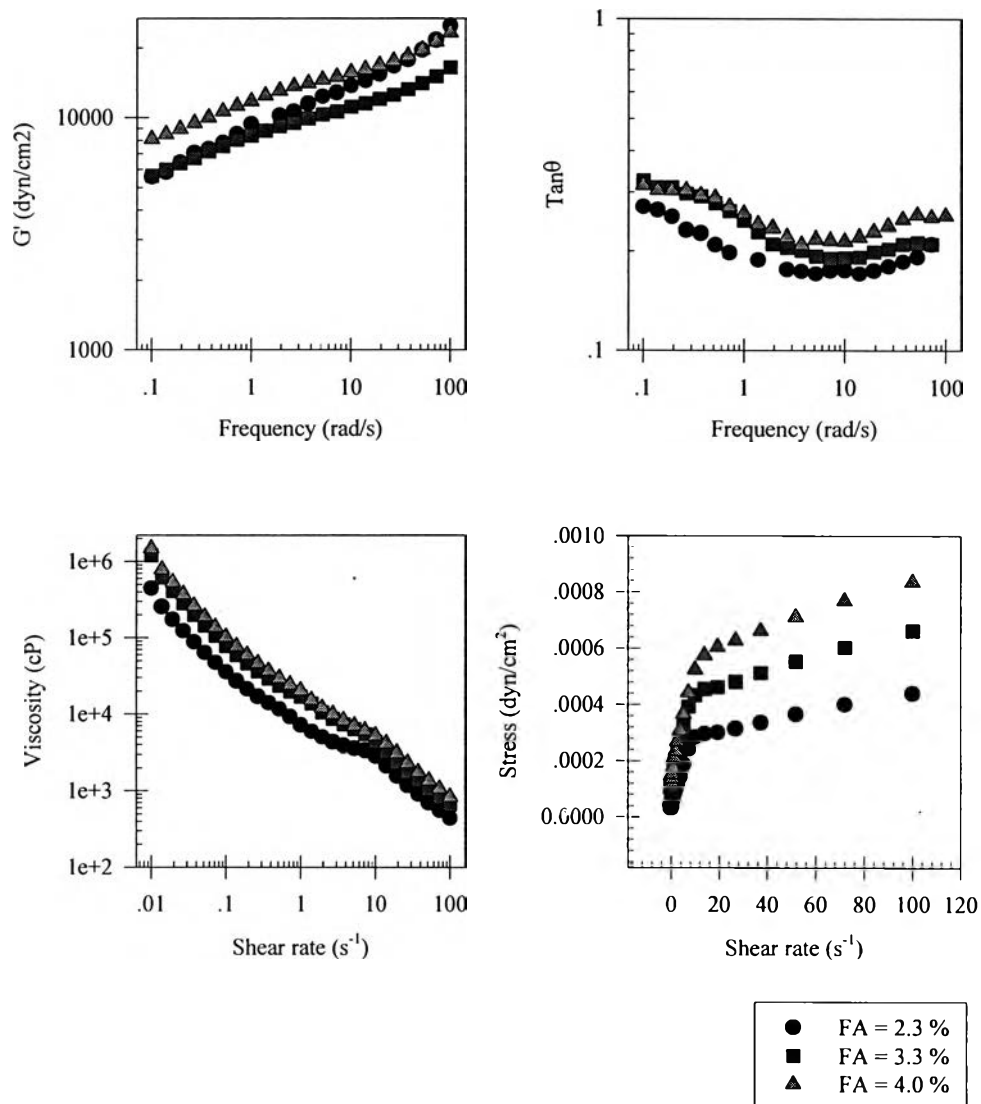 G' (dyn/cm2)
10000
1000
.1
1
10
100
Frequency (rad/s)
Tanθ
1
.1
.1
1
10
100
Frequency (rad/s)
Viscosity (cP)
1e+6
1e+5
1e+4
1e+3
1e+2
.01
.1
1
10
100
Shear rate (s⁻¹)
Stress (dyn/cm²)
.0010
.0008
.0006
.0004
.0002
0.6000
0
20
40
60
80
100
120
Shear rate (s⁻¹)
FA = 2.3 %
FA = 3.3 %
FA = 4.0 %